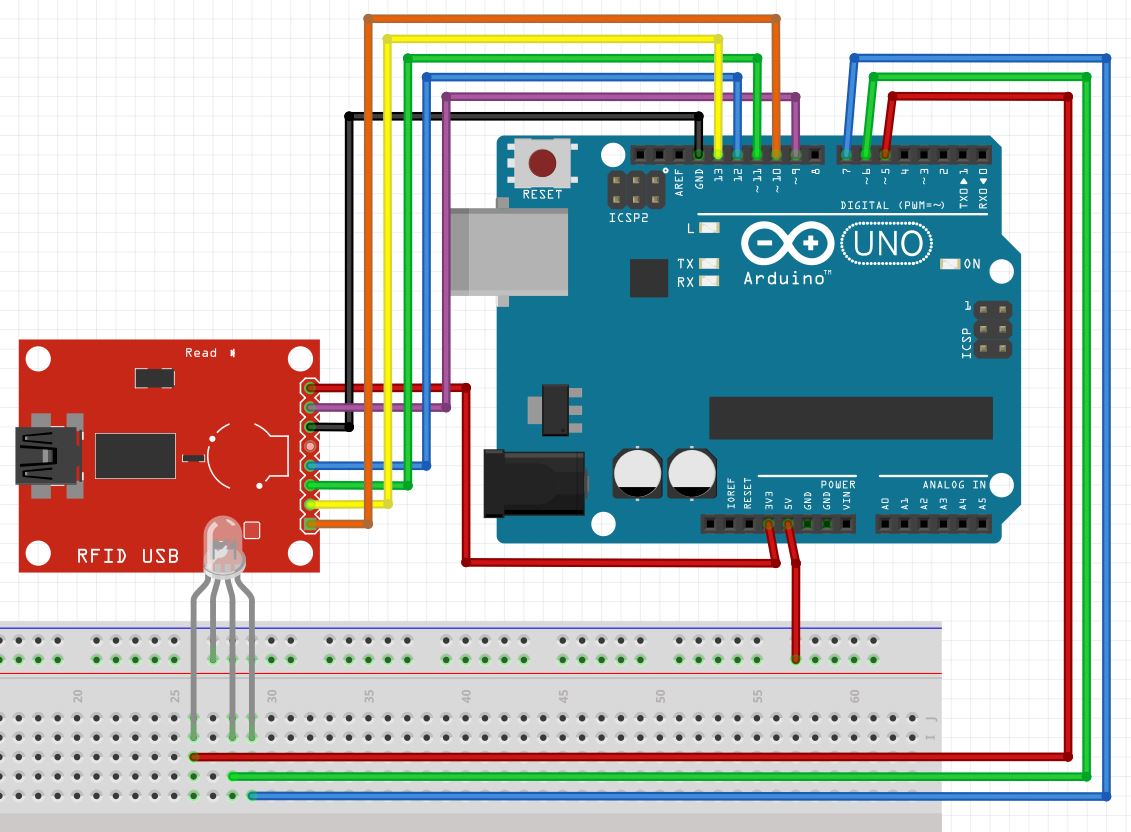 RESET
ICSP2
AREF
GND
13
12
~11
~10
~9
8
7
~6
~5
4
~3
2
TX0 1
RX0 0
DIGITAL (PWM=~)
L
TX
RX
Arduino™
UNO
ON
1
ICSP
Read
RFID USB
IOREF
RESET
3V3
5V
GND
GND
VIN
POWER
ANALOG IN
A0
A1
A2
A3
A4
A5
20
25
30
35
40
45
50
55
60
J
I